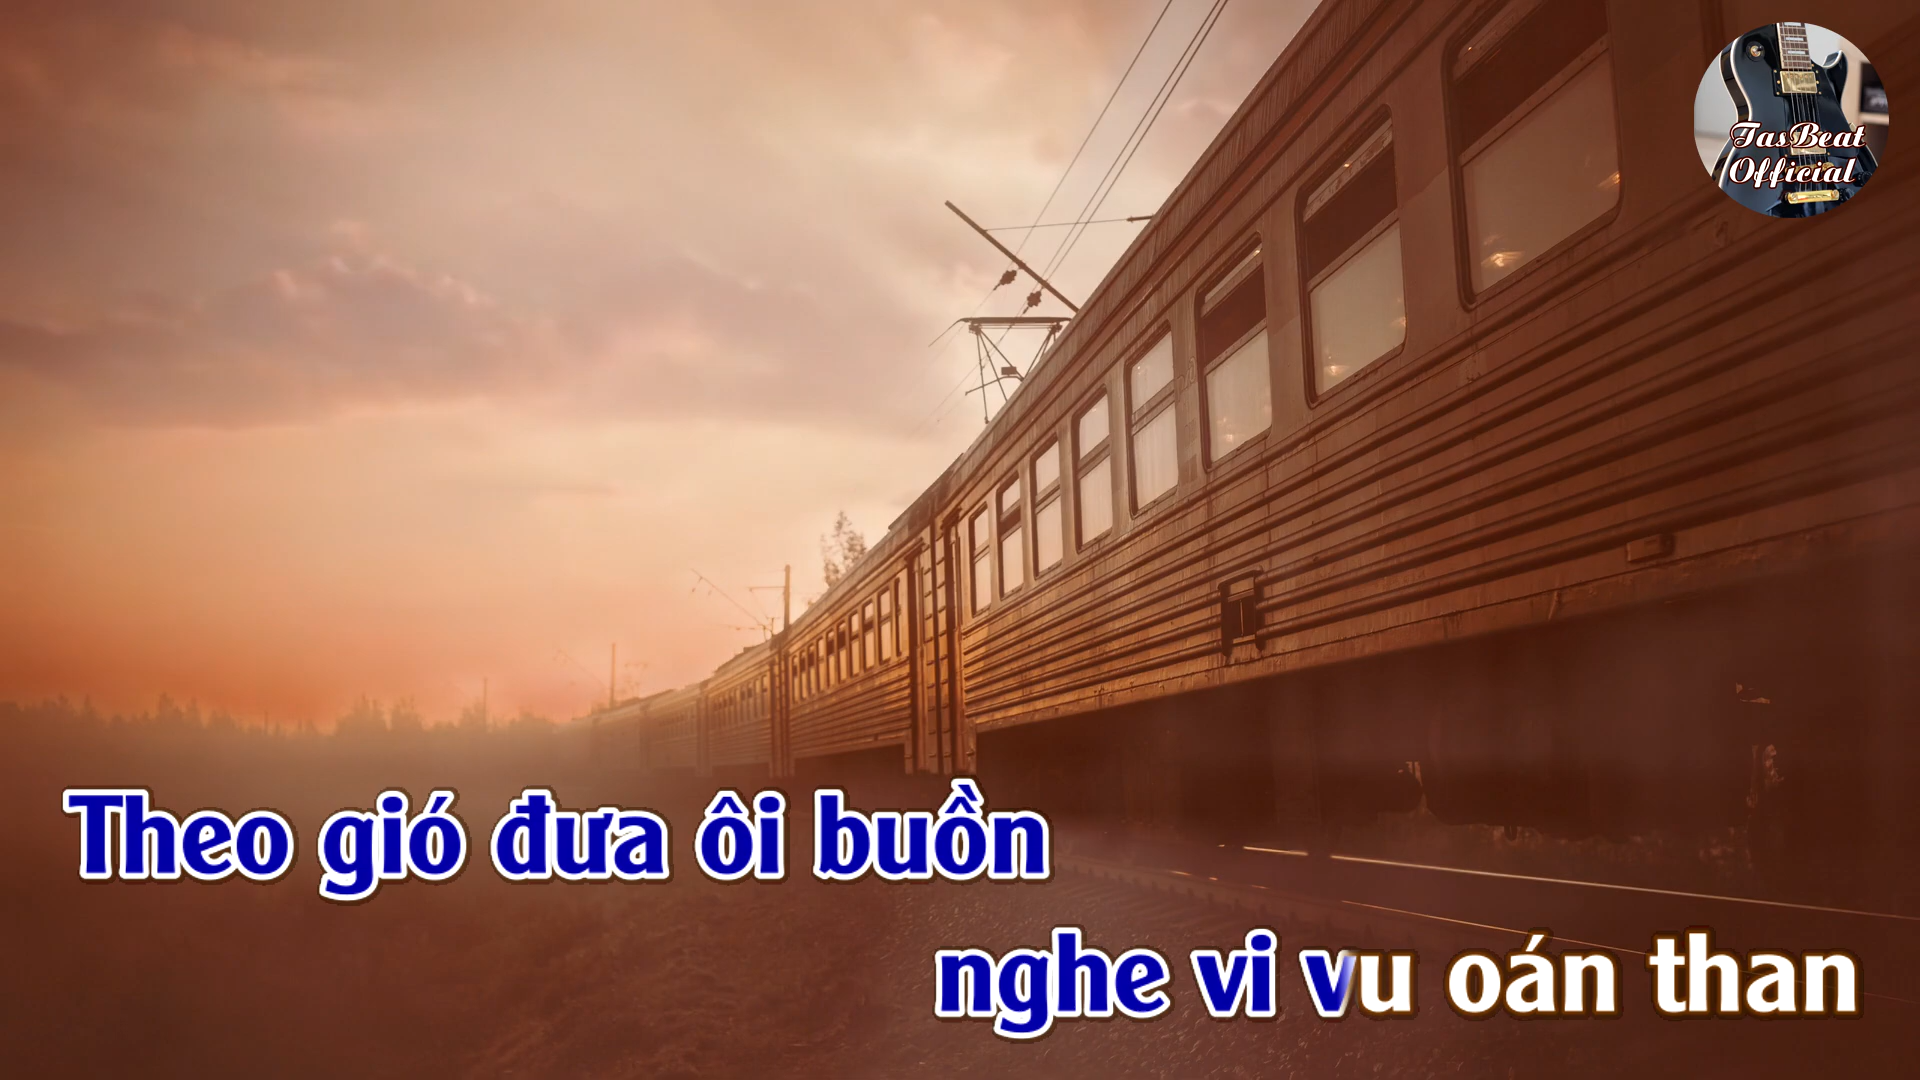 TasBeat
Official
Theo gió đưa ôi buồn
nghe vi vu oán than